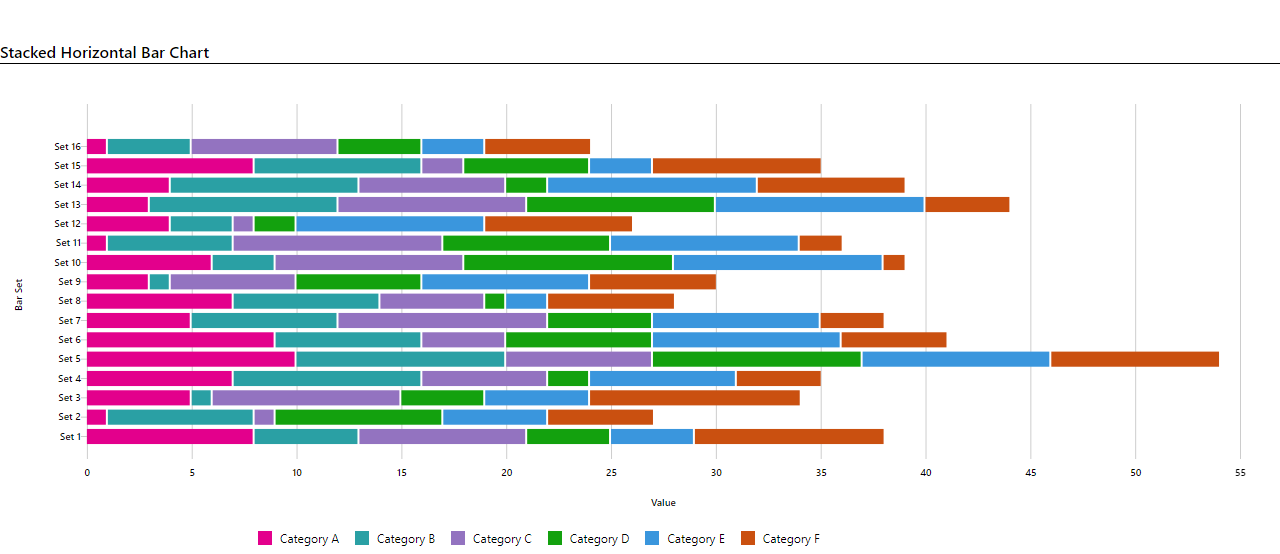 Stacked Horizontal Bar Chart
Set 16
Set 15
Set 14
Set 13
Set 12
Set 11
Set 10
Set 9
Set 8
Set 7
Set 6
Set 5
Set 4
Set 3
Set 2
Set 1
Bar Set
0 5 10 15 20 25 30 35 40 45 50 55
Value
Category A Category B Category C Category D Category E Category F